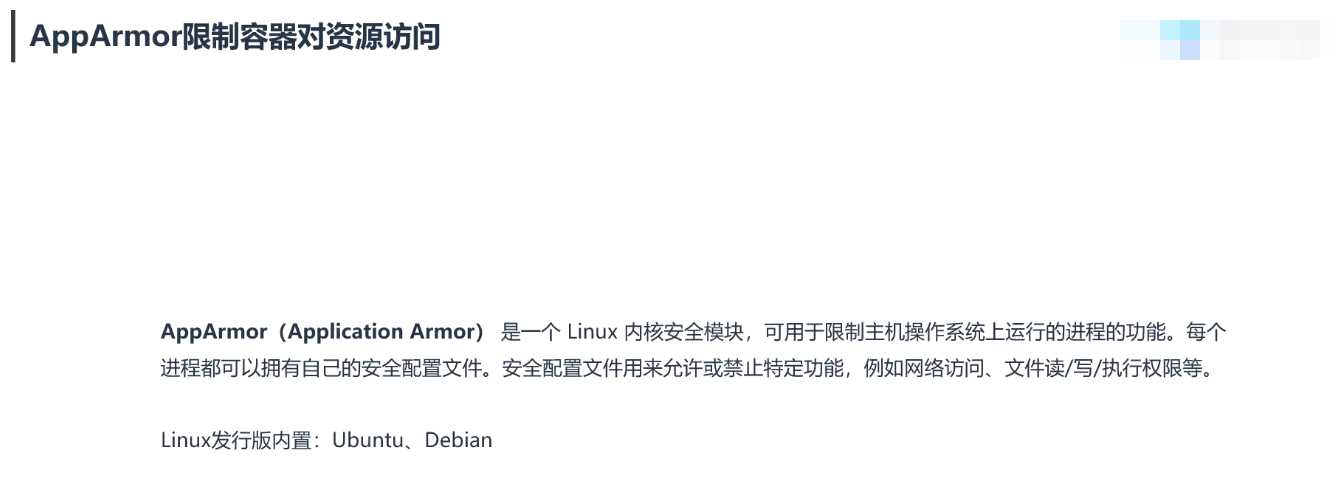 AppArmor限制容器对资源访问
AppArmor（Application Armor） 是一个 Linux 内核安全模块，可用于限制主机操作系统上运行的进程的功能。每个
进程都可以拥有自己的安全配置文件。安全配置文件用来允许或禁止特定功能，例如网络访问、文件读/写/执行权限等。
Linux发行版内置：Ubuntu、Debian